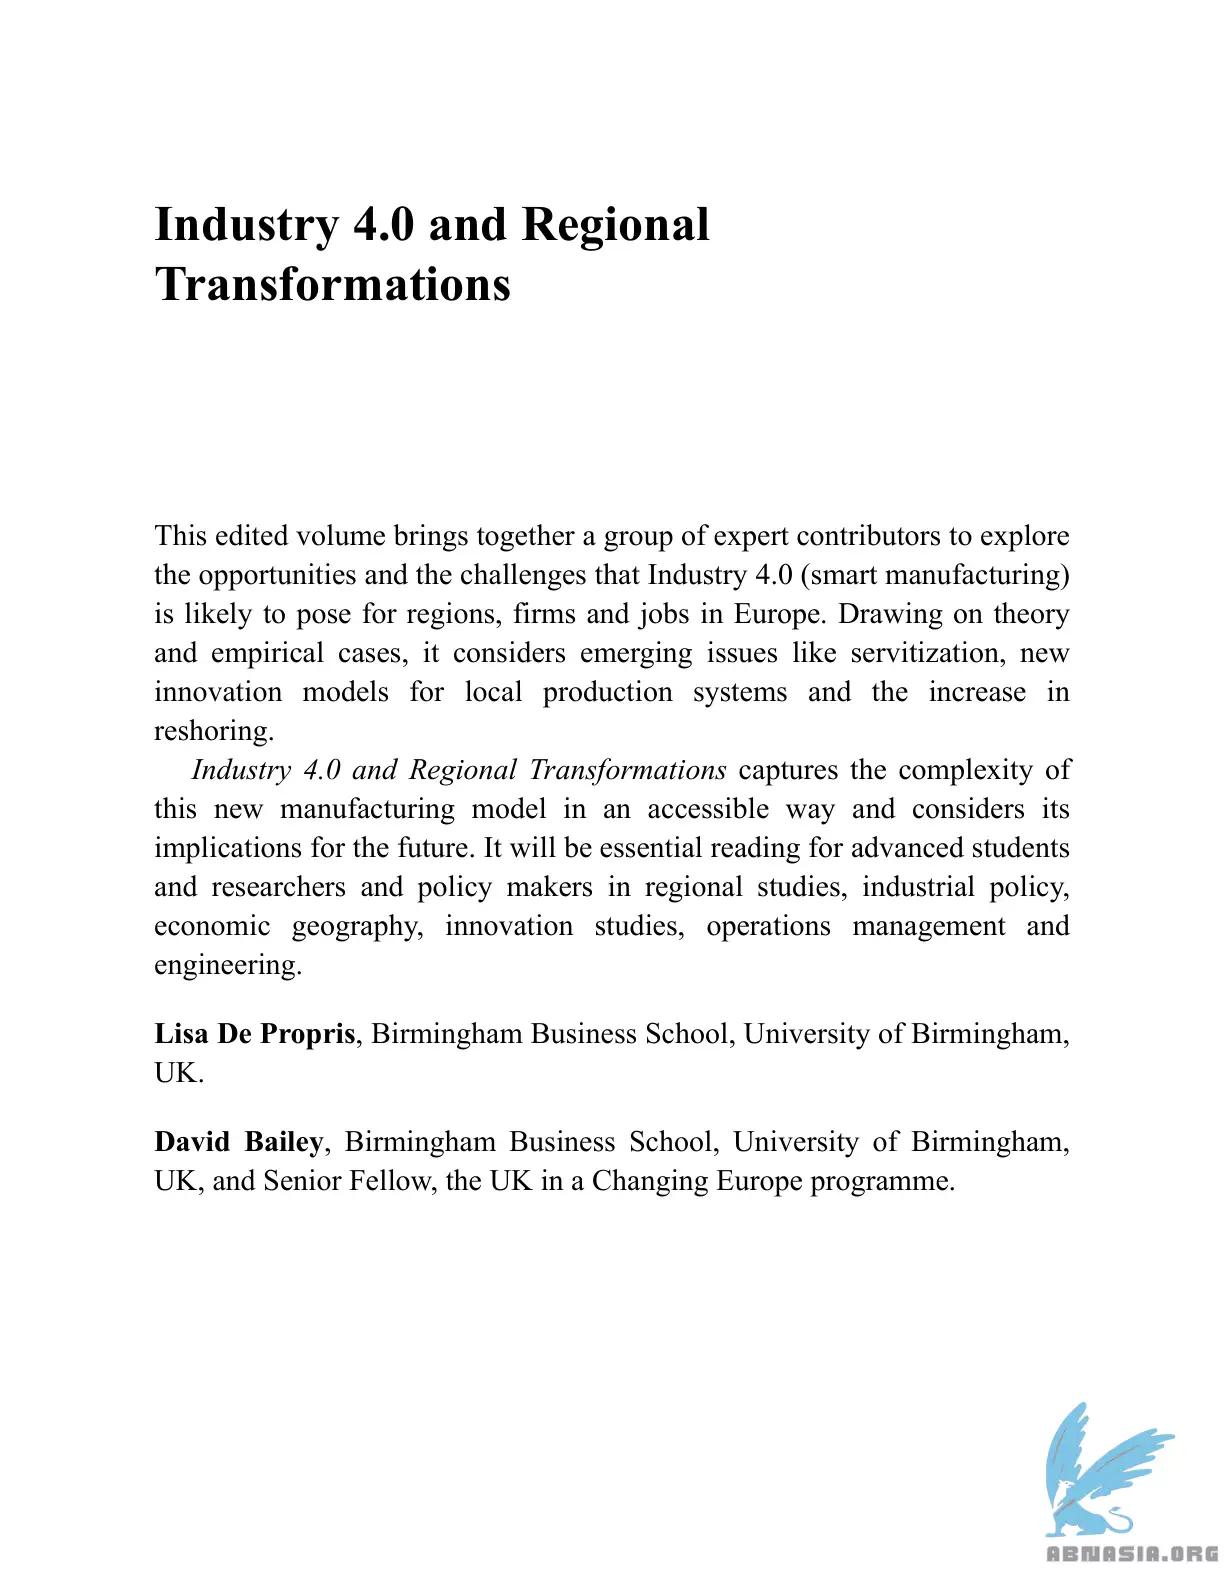 Industry 4.0 and Regional
Transformations
This edited volume brings together a group of expert contributors to explore
the opportunities and the challenges that Industry 4.0 (smart manufacturing)
is likely to pose for regions, firms and jobs in Europe. Drawing on theory
and empirical cases, it considers emerging issues like servitization, new
innovation models for local production systems and the increase in
reshoring.
Industry 4.0 and Regional Transformations captures the complexity of
this new manufacturing model in an accessible way and considers its
implications for the future. It will be essential reading for advanced students
and researchers and policy makers in regional studies, industrial policy,
economic geography, innovation studies, operations management and
engineering.
Lisa De Propris, Birmingham Business School, University of Birmingham,
UK.
David Bailey, Birmingham Business School, University of Birmingham,
UK, and Senior Fellow, the UK in a Changing Europe programme.
ABNASIA.ORG